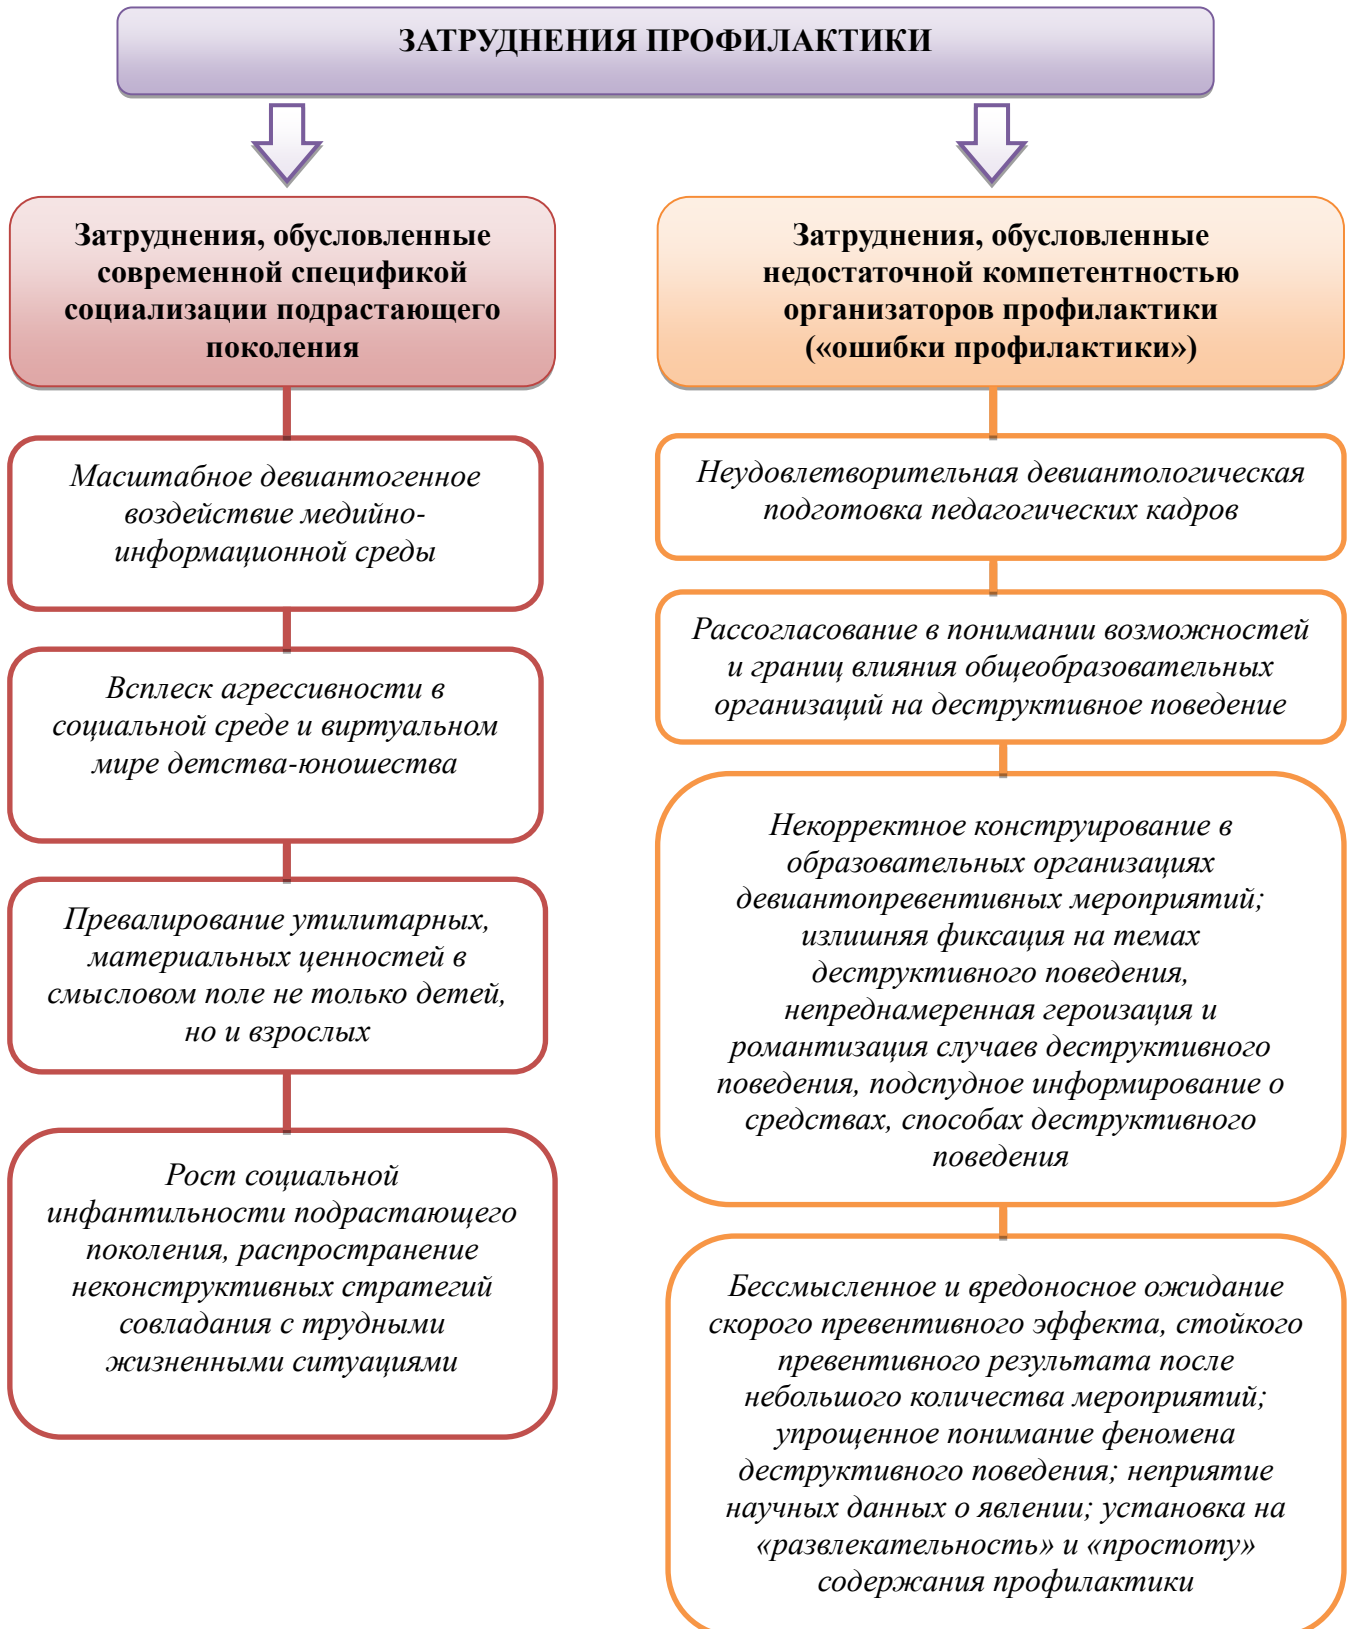 ЗАТРУДНЕНИЯ ПРОФИЛАКТИКИ
Затруднения, обусловленные
современной спецификой
социализации подрастающего
поколения
Масштабное девиантогенное
воздействие медийно-
информационной среды
Всплеск агрессивности в
социальной среде и виртуальном
мире детства-юношества
Превалирование утилитарных,
материальных ценностей в
смысловом поле не только детей,
но и взрослых
Рост социальной
инфантильности подрастающего
поколения, распространение
неконструктивных стратегий
совладания с трудными
жизненными ситуациями
Затруднения, обусловленные
недостаточной компетентностью
организаторов профилактики
(«ошибки профилактики»)
Неудовлетворительная девиантологическая
подготовка педагогических кадров
Рассогласование в понимании возможностей
и границ влияния общеобразовательных
организаций на деструктивное поведение
Некорректное конструирование в
образовательных организациях
девиантопревентивных мероприятий;
излишняя фиксация на темах
деструктивного поведения,
непреднамеренная героизация и
романтизация случаев деструктивного
поведения, подспудное информирование о
средствах, способах деструктивного
поведения
Бессмысленное и вредоносное ожидание
скорого превентивного эффекта, стойкого
превентивного результата после
небольшого количества мероприятий;
упрощенное понимание феномена
деструктивного поведения; неприятие
научных данных о явлении; установка на
«развлекательность» и «простоту»
содержания профилактики